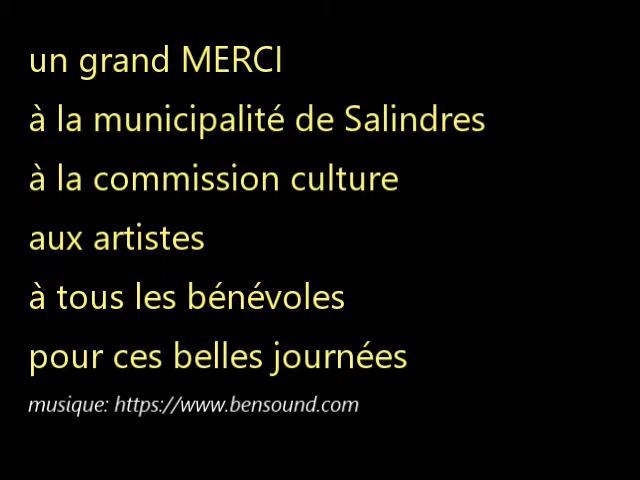 un grand MERCI
à la municipalité de Salindres
à la commission culture
aux artistes
à tous les bénévoles
pour ces belles journées
musique: https://www.bensound.com